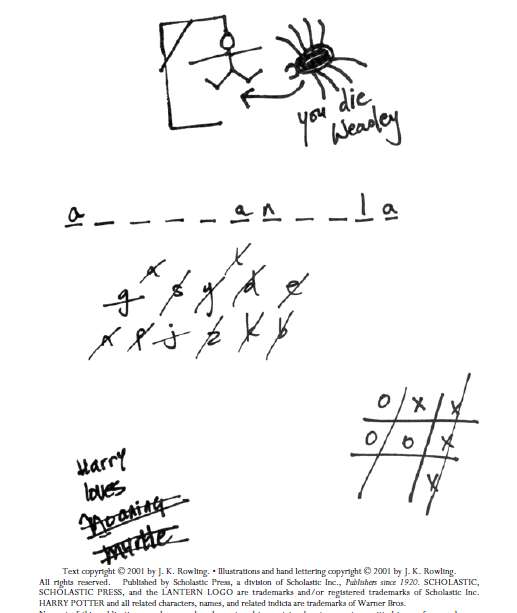 you die
Weasley
a _ _ _ _ a n _ _ l a
g s y d e
p j z k b
O X X
O O X
X
Harry
loves
Moaning
Myrtle
Text copyright © 2001 by J. K. Rowling. • Illustrations and hand lettering copyright © 2001 by J. K. Rowling.
All rights reserved. Published by Scholastic Press, a division of Scholastic Inc., Publishers since 1920. SCHOLASTIC,
SCHOLASTIC PRESS, and the LANTERN LOGO are trademarks and/or registered trademarks of Scholastic Inc.
HARRY POTTER and all related characters, names, and related indicia are trademarks of Warner Bros.